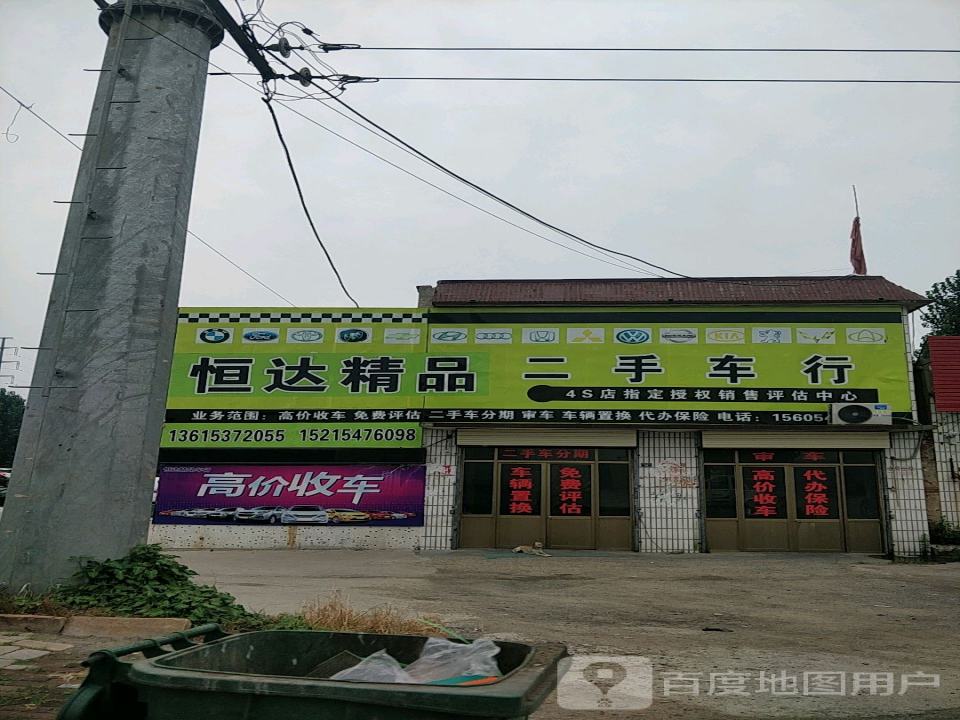 恒达精品 二手车行
4S店指定授权销售评估中心
业务范围：高价收车 免费评估 二手车分期 审车 车辆置换 代办保险 电话：15605
13615372055 15215476098
高价收车
二手车分期
车辆置换
免费评估
审车
高价收车
代办保险
KIA
百度地图用户